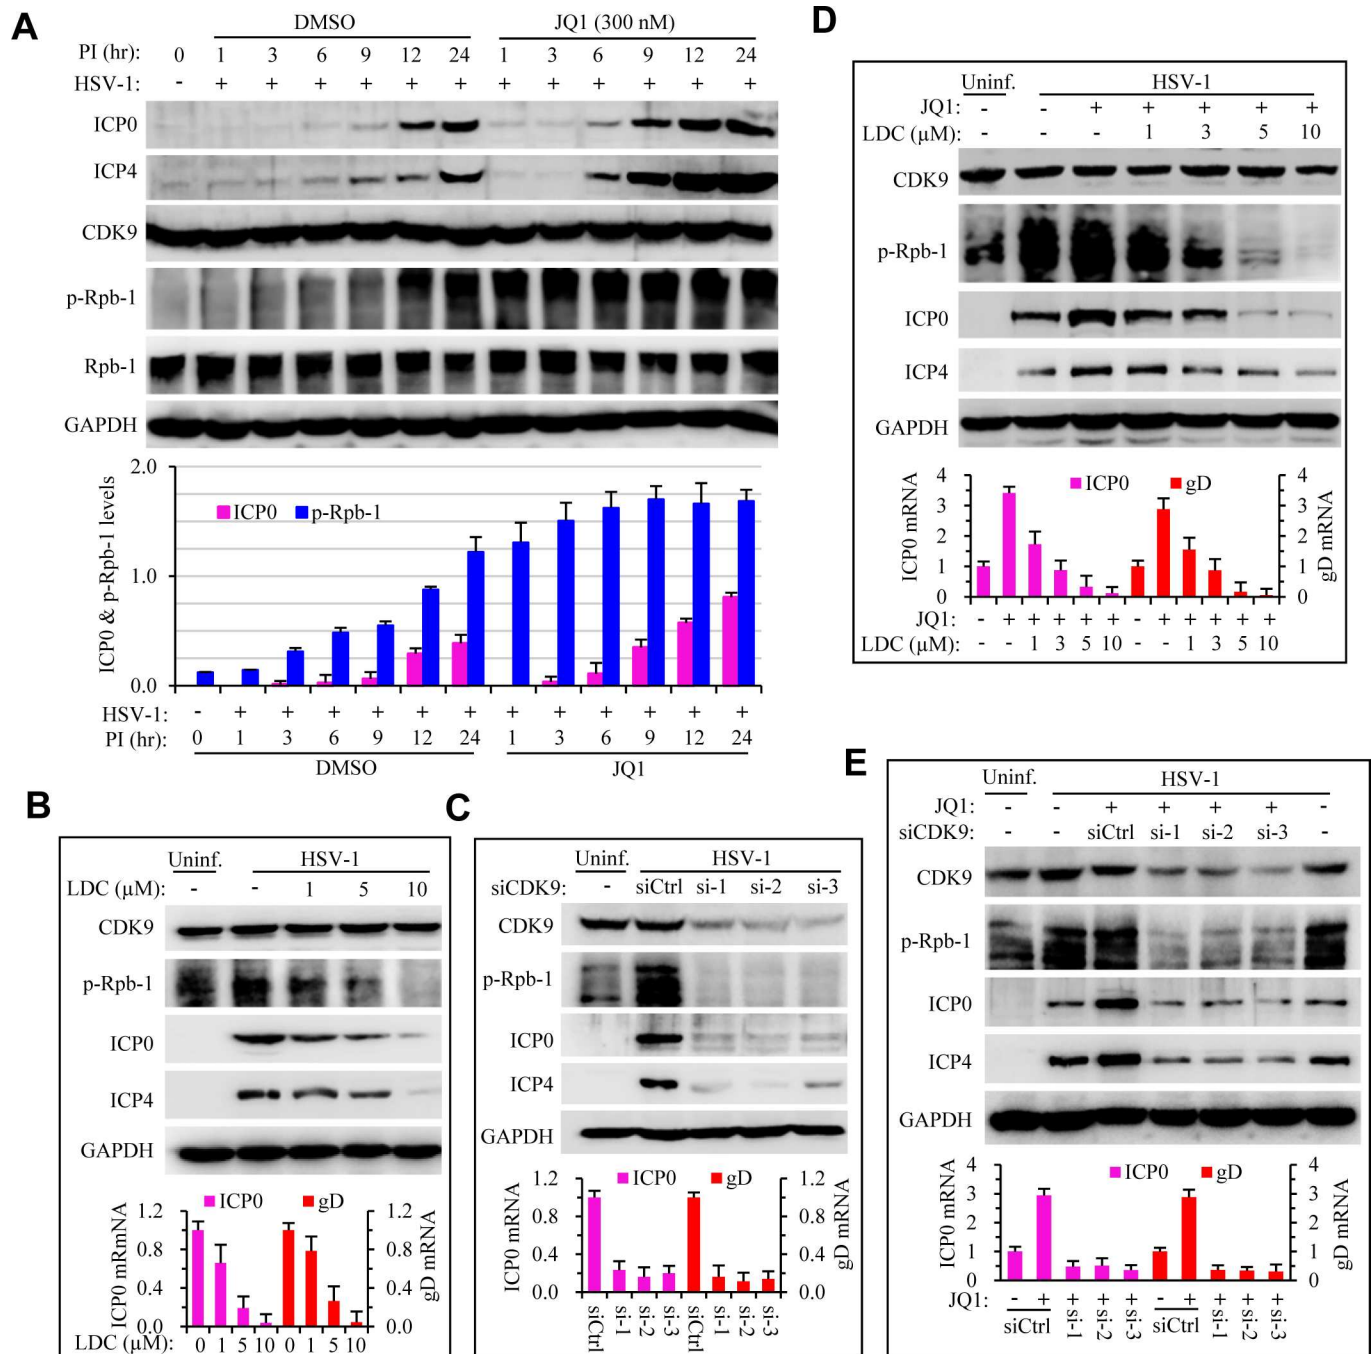 A
DMSO JQ1 (300 nM)
PI (hr): 0 1 3 6 9 12 24 1 3 6 9 12 24
HSV-1: - + + + + + + + + + + + +
ICP0
ICP4
CDK9
p-Rpb-1
Rpb-1
GAPDH
ICP0 & p-Rpb-1 levels
2.0
1.0
0.0
ICP0 p-Rpb-1
HSV-1: - + + + + + + + + + + + +
PI (hr): 0 1 3 6 9 12 24 1 3 6 9 12 24
DMSO JQ1
B
Uninf. HSV-1
LDC (µM): - - 1 5 10
CDK9
p-Rpb-1
ICP0
ICP4
GAPDH
ICP0 gD
ICP0 mRmNA
1.2
0.8
0.4
0.0
1.2
0.8
0.4
0.0
gD mRNA
LDC (µM): 0 1 5 10 0 1 5 10
C
Uninf. HSV-1
siCDK9: - siCtrl si-1 si-2 si-3
CDK9
p-Rpb-1
ICP0
ICP4
GAPDH
ICP0 gD
ICP0 mRNA
1.2
0.8
0.4
0.0
1.2
0.8
0.4
0.0
gD mRNA
siCtrl si-1 si-2 si-3 siCtrl si-1 si-2 si-3
D
Uninf. HSV-1
JQ1: - - + + + + +
LDC (µM): - - - 1 3 5 10
CDK9
p-Rpb-1
ICP0
ICP4
GAPDH
ICP0 gD
ICP0 mRNA
4
3
2
1
0
4
3
2
1
0
gD mRNA
JQ1: - + + + + + - + + + + +
LDC (µM): - - 1 3 5 10 - - 1 3 5 10
E
Uninf. HSV-1
JQ1: - - + + + + -
siCDK9: - - siCtrl si-1 si-2 si-3 -
CDK9
p-Rpb-1
ICP0
ICP4
GAPDH
ICP0 gD
ICP0 mRNA
4
3
2
1
0
4
3
2
1
0
gD mRNA
JQ1: - + + + + - + + + +
siCtrl si-1 si-2 si-3 siCtrl si-1 si-2 si-3